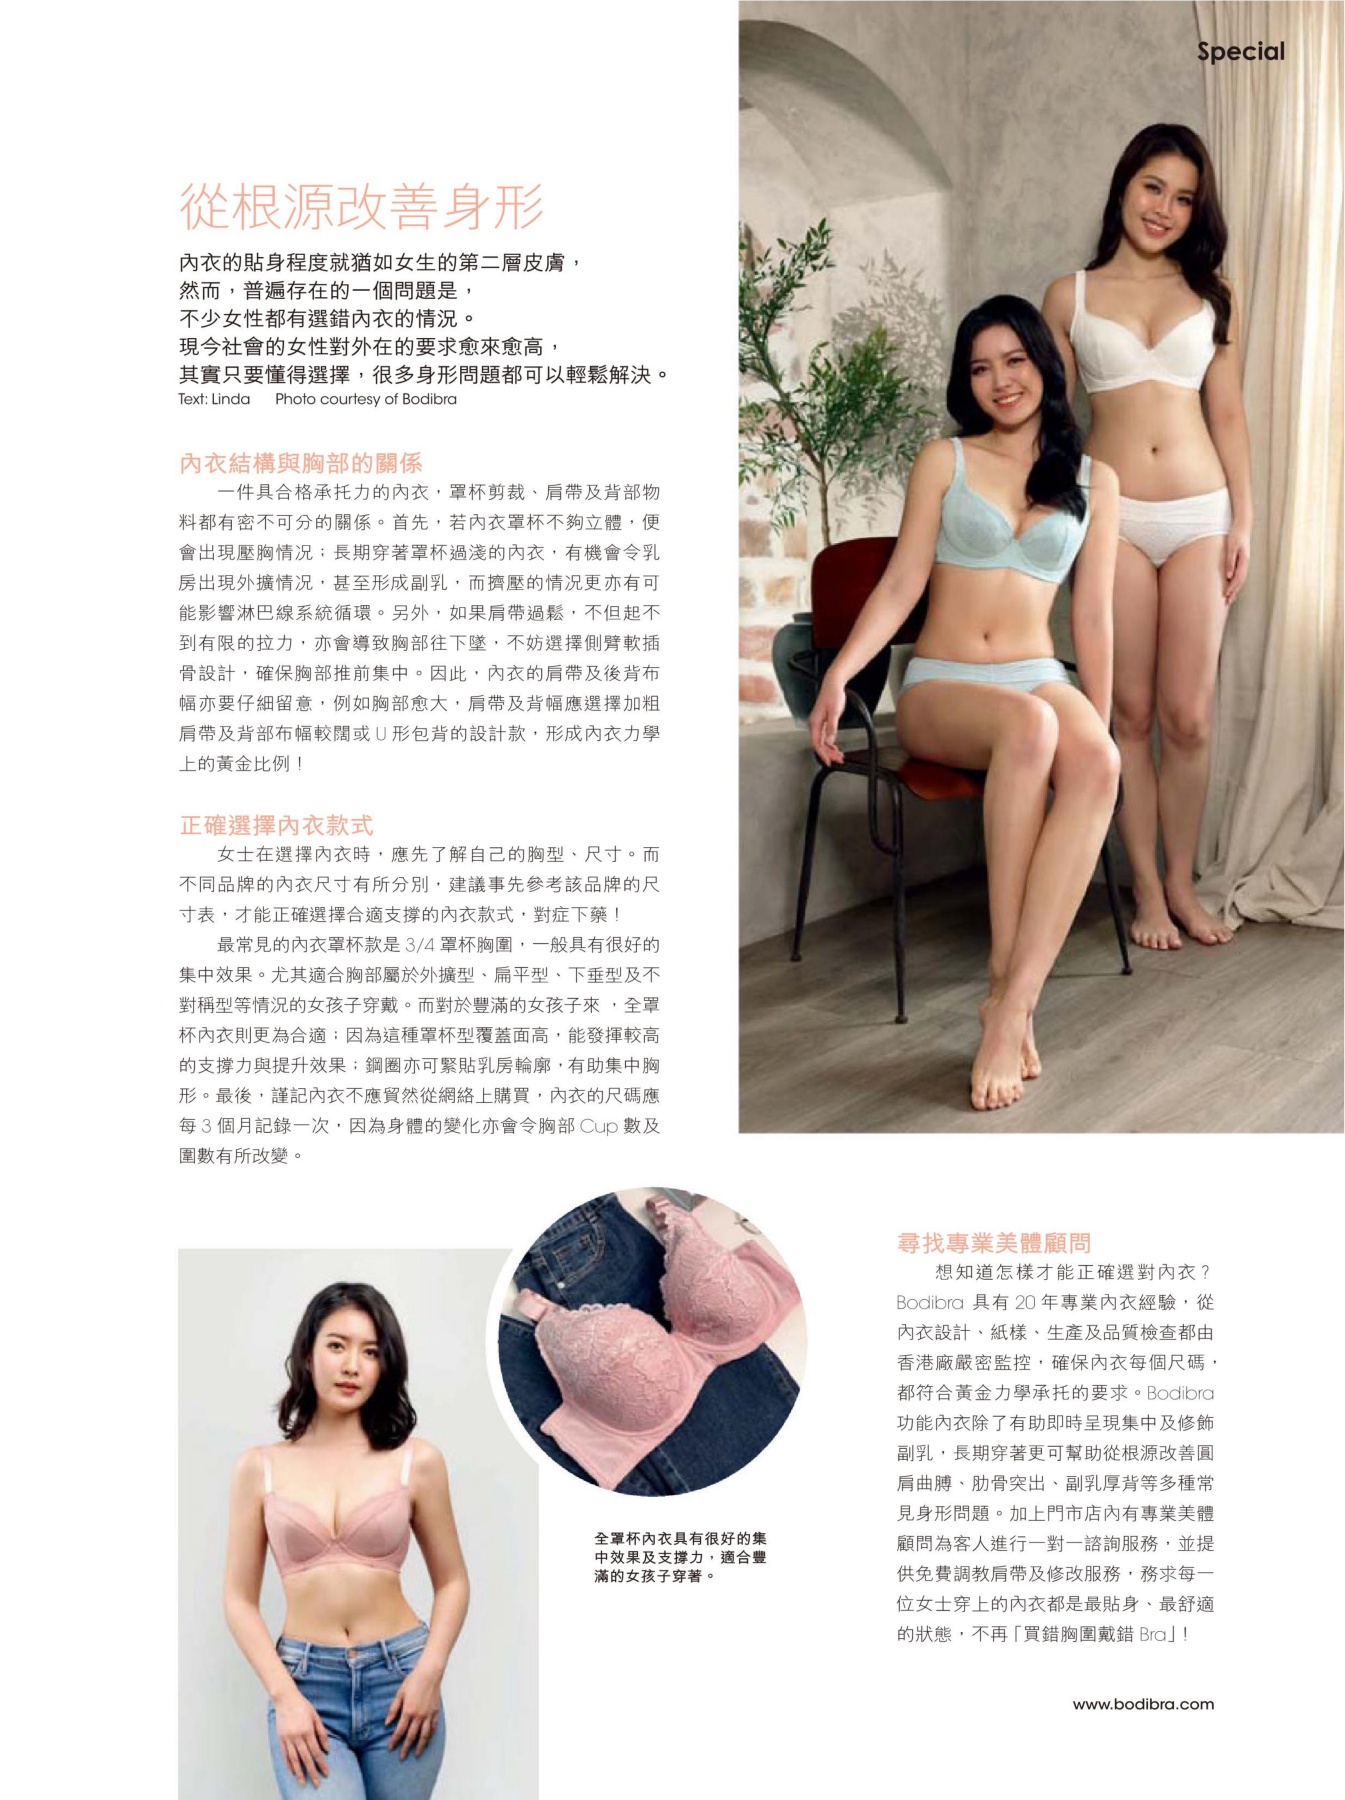 Special
從根源改善身形
內衣的貼身程度就猶如女生的第二層皮膚，
然而，普遍存在的一個問題是，
不少女性都有選錯內衣的情況。
現今社會的女性對外在的要求愈來愈高，
其實只要懂得選擇，很多身形問題都可以輕鬆解決。
Text: Linda Photo courtesy of Bodibra
內衣結構與胸部的關係
一件具合格承托力的內衣，罩杯剪裁、肩帶及背部物
料都有密不可分的關係。首先，若內衣罩杯不夠立體，便
會出現壓胸情況；長期穿著罩杯過淺的內衣，有機會令乳
房出現外擴情況，甚至形成副乳，而擠壓的情況更亦有可
能影響淋巴線系統循環。另外，如果肩帶過鬆，不但起不
到有限的拉力，亦會導致胸部往下墜，不妨選擇側臂軟插
骨設計，確保胸部推前集中。因此，內衣的肩帶及後背布
幅亦要仔細留意，例如胸部愈大，肩帶及背幅應選擇加粗
肩帶及背部布幅較闊或 U 形包背的設計款，形成內衣力學
上的黃金比例！
正確選擇內衣款式
女士在選擇內衣時，應先了解自己的胸型、尺寸。而
不同品牌的內衣尺寸有所分別，建議事先參考該品牌的尺
寸表，才能正確選擇合適支撐的內衣款式，對症下藥！
最常見的內衣罩杯款是 3/4 罩杯胸圍，一般具有很好的
集中效果。尤其適合胸部屬於外擴型、扁平型、下垂型及不
對稱型等情況的女孩子穿戴。而對於豐滿的女孩子來 ，全罩
杯內衣則更為合適；因為這種罩杯型覆蓋面高，能發揮較高
的支撐力與提升效果；鋼圈亦可緊貼乳房輪廓，有助集中胸
形。最後，謹記內衣不應貿然從網絡上購買，內衣的尺碼應
每 3 個月記錄一次，因為身體的變化亦會令胸部 Cup 數及
圍數有所改變。
全罩杯內衣具有很好的集
中效果及支撐力，適合豐
滿的女孩子穿著。
尋找專業美體顧問
想知道怎樣才能正確選對內衣？
Bodibra 具有 20 年專業內衣經驗，從
內衣設計、紙樣、生產及品質檢查都由
香港廠嚴密監控，確保內衣每個尺碼，
都符合黃金力學承托的要求。Bodibra
功能內衣除了有助即時呈現集中及修飾
副乳，長期穿著更可幫助從根源改善圓
肩曲膊、肋骨突出、副乳厚背等多種常
見身形問題。加上門市店內有專業美體
顧問為客人進行一對一諮詢服務，並提
供免費調教肩帶及修改服務，務求每一
位女士穿上的內衣都是最貼身、最舒適
的狀態，不再「買錯胸圍戴錯 Bra」！
www.bodibra.com